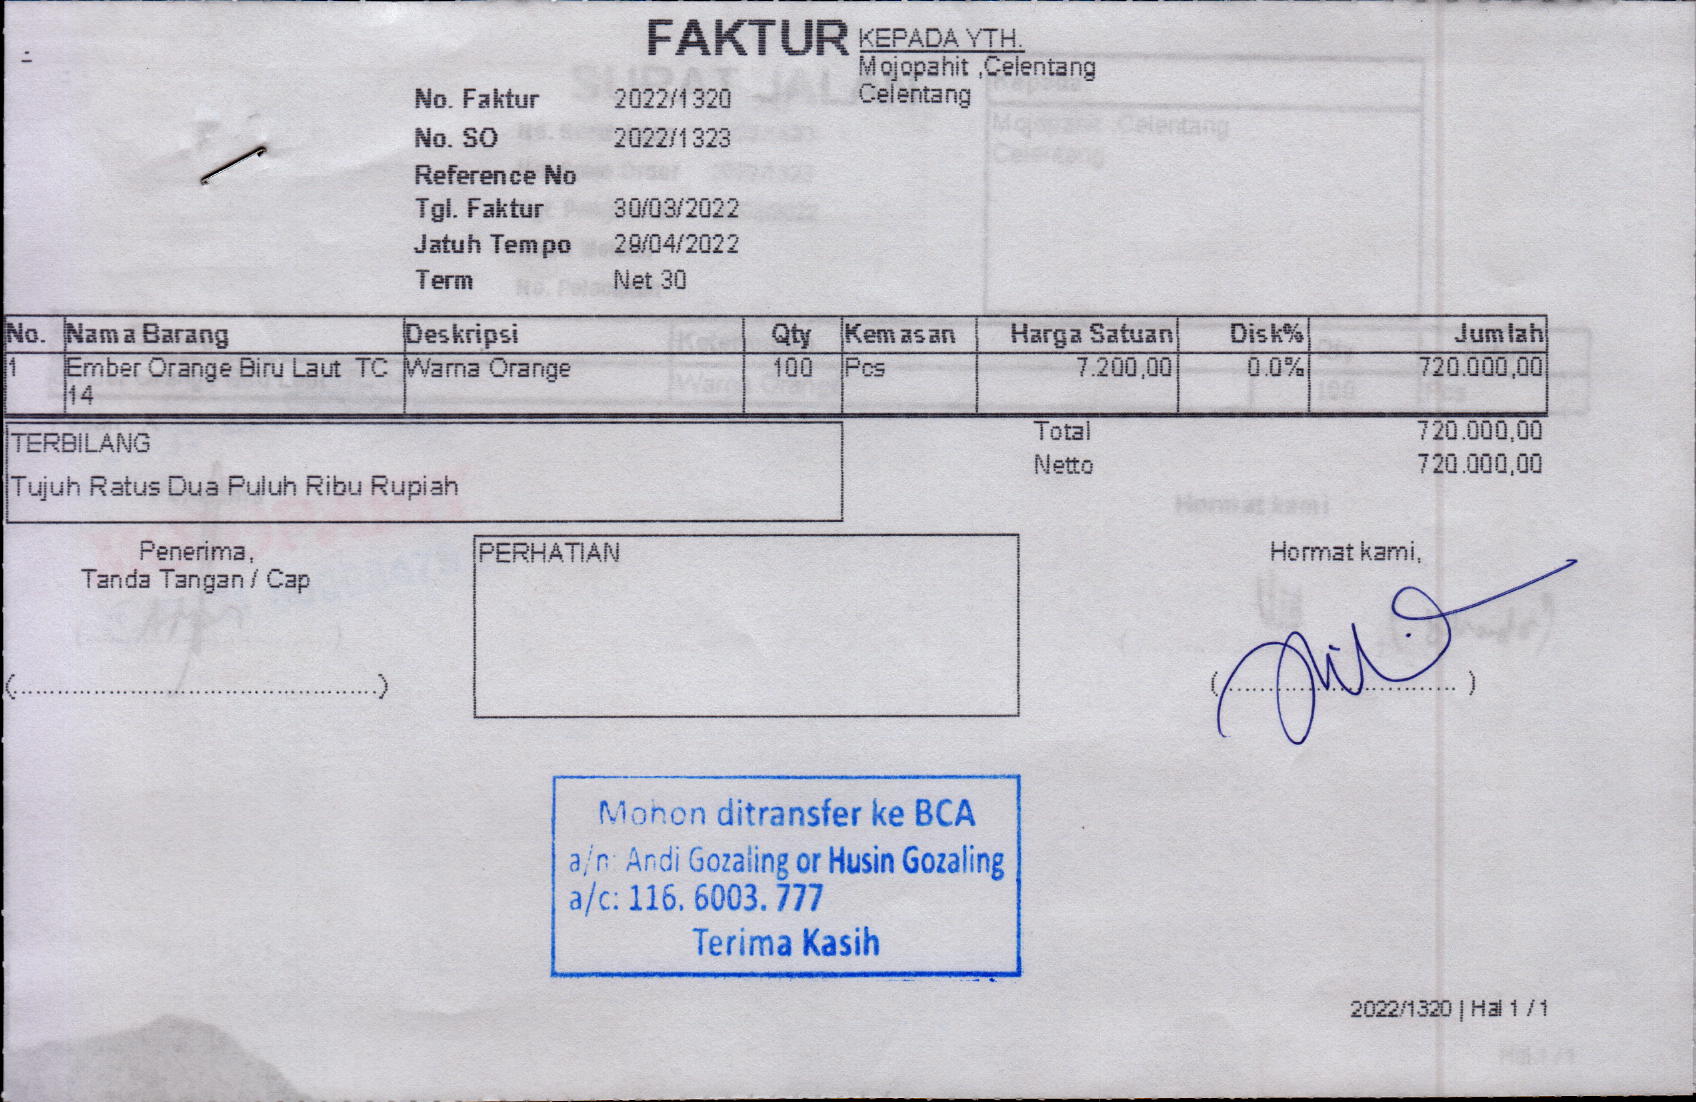 FAKTUR
KEPADA YTH.
Mojopahit ,Celentang
Celentang
No. Faktur 2022/1320
No. SO 2022/1323
Reference No
Tgl. Faktur 30/03/2022
Jatuh Tempo 29/04/2022
Term Net 30
No. Nama Barang Deskripsi Qty Kemasan Harga Satuan Disk% Jumlah
1 Ember Orange Biru Laut TC Warna Orange 100 Pcs 7.200,00 0.0% 720.000,00
14
TERBILANG
Tujuh Ratus Dua Puluh Ribu Rupiah
Total 720.000,00
Netto 720.000,00
Penerima,
Tanda Tangan / Cap
(................................................)
PERHATIAN
Hormat kami,
(................................)
Mohon ditransfer ke BCA
a/n: Andi Gozaling or Husin Gozaling
a/c: 116. 6003. 777
Terima Kasih
2022/1320 | Hal 1 / 1